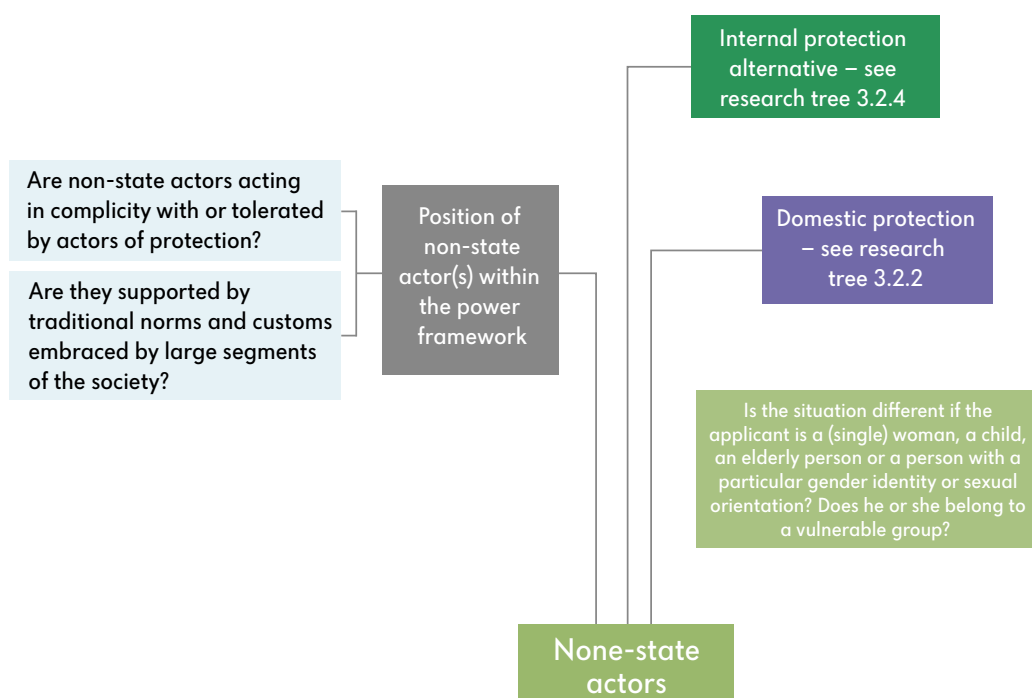 Internal protection
alternative – see
research tree 3.2.4
Are non-state actors acting
in complicity with or tolerated
by actors of protection?
Position of
non-state
actor(s) within
the power
framework
Domestic protection
– see research
tree 3.2.2
Are they supported by
traditional norms and customs
embraced by large segments
of the society?
Is the situation different if the
applicant is a (single) woman, a child,
an elderly person or a person with a
particular gender identity or sexual
orientation? Does he or she belong to
a vulnerable group?
None-state
actors